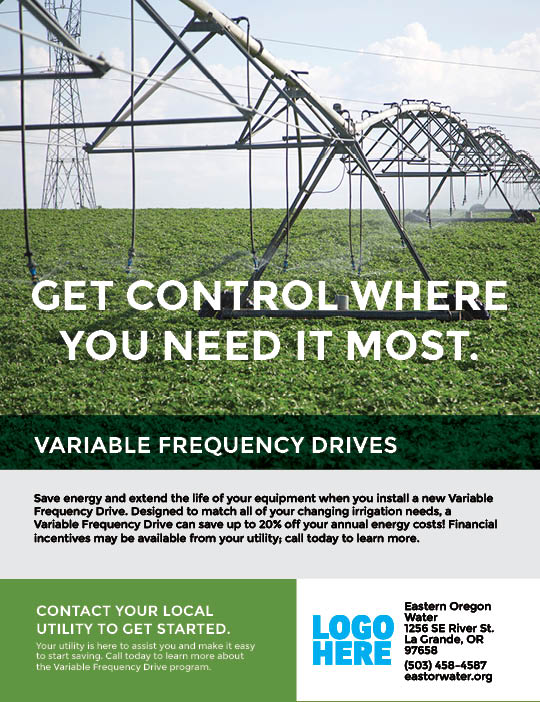 GET CONTROL WHERE
YOU NEED IT MOST.
VARIABLE FREQUENCY DRIVES
Save energy and extend the life of your equipment when you install a new Variable
Frequency Drive. Designed to match all of your changing irrigation needs, a
Variable Frequency Drive can save up to 20% off your annual energy costs! Financial
incentives may be available from your utility; call today to learn more.
CONTACT YOUR LOCAL
UTILITY TO GET STARTED.
Your utility is here to assist you and make it easy
to start saving. Call today to learn more about
the Variable Frequency Drive program.
LOGO
HERE
Eastern Oregon
Water
1256 SE River St.
La Grande, OR
97658
(503) 458-4587
eastorwater.org